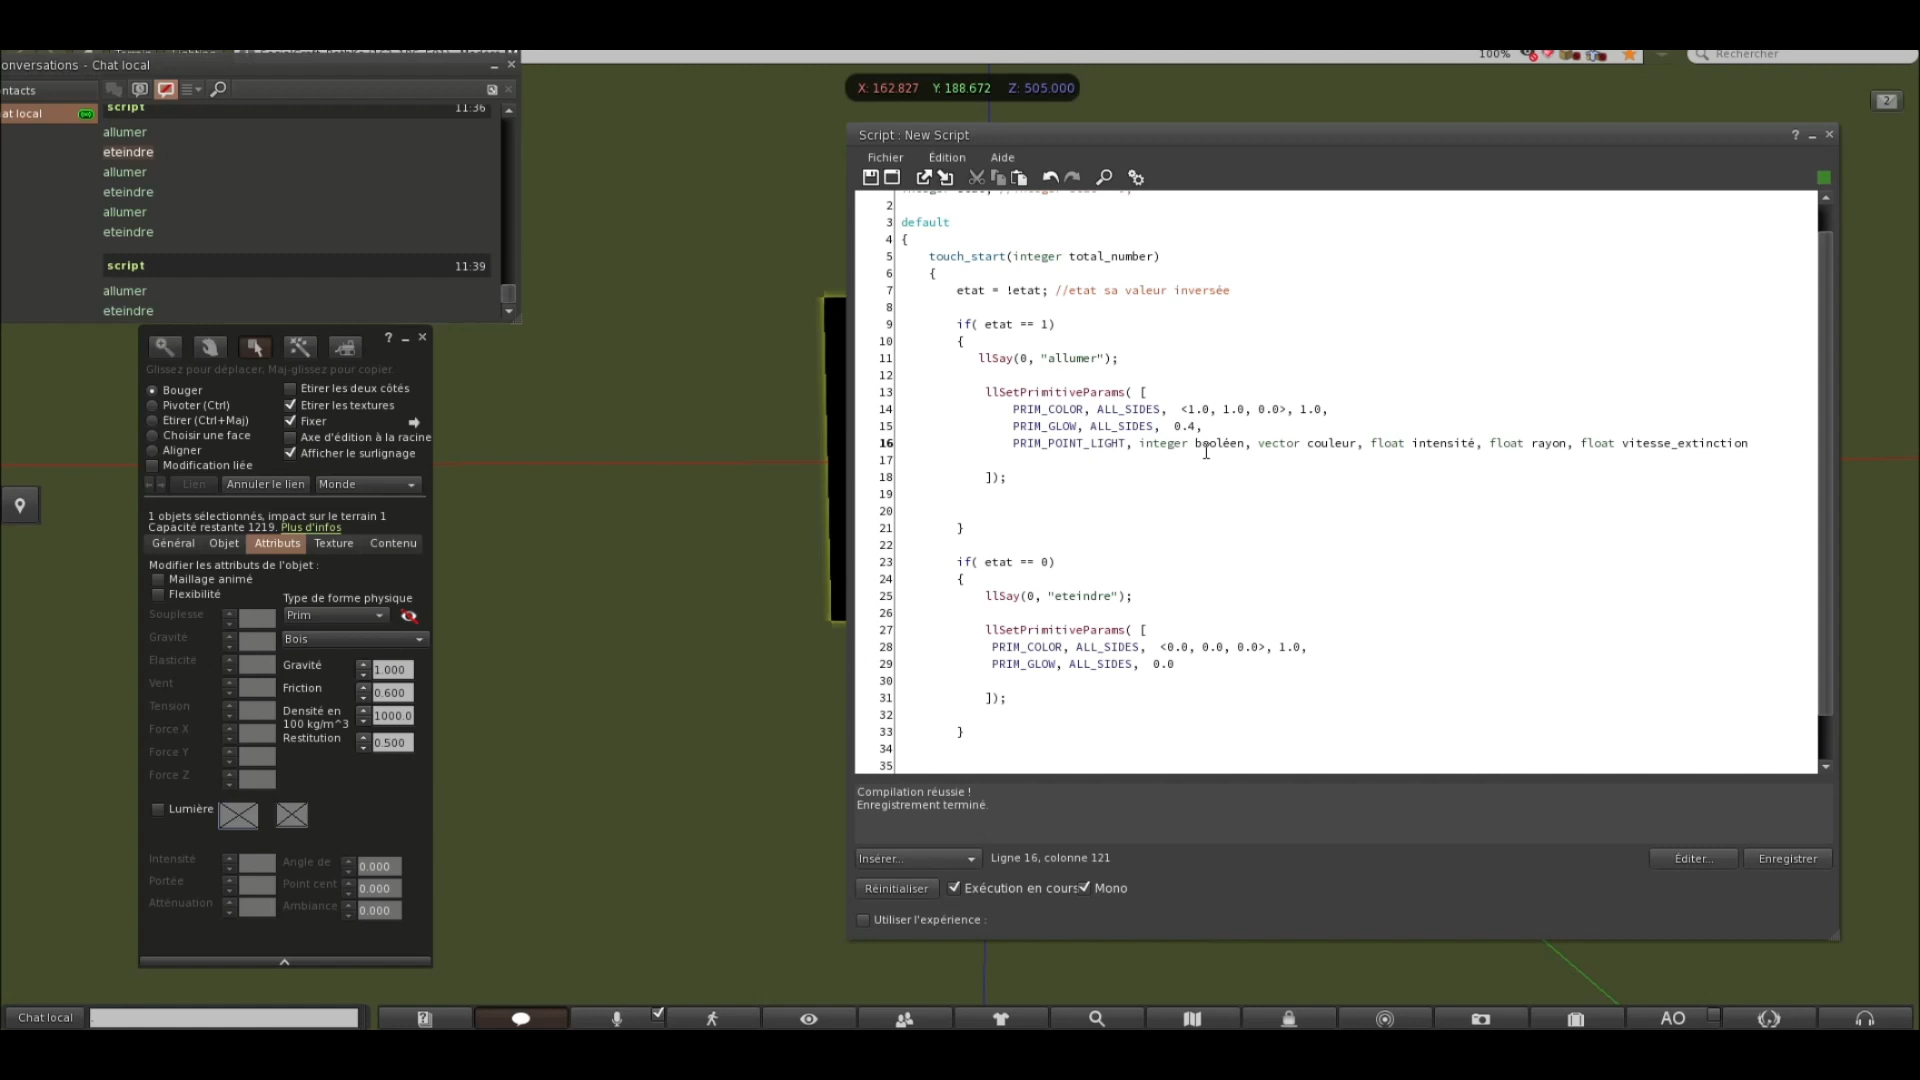 100%
Rechercher
onversations - Chat local
ntacts
at local
script 11:36
allumer
eteindre
allumer
eteindre
allumer
eteindre
script 11:39
allumer
eteindre
X: 162.827 Y: 188.672 Z: 505.000
2
Glissez pour déplacer, Maj-glissez pour copier.
Bouger
Pivoter (Ctrl)
Etirer (Ctrl+Maj)
Choisir une face
Aligner
Modification liée
Etirer les deux côtés
Etirer les textures
Fixer
Axe d'édition à la racine
Afficher le surlignage
Lien Annuler le lien Monde
1 objets sélectionnés, impact sur le terrain 1
Capacité restante 1219. Plus d'infos
Général Objet Attributs Texture Contenu
Modifier les attributs de l'objet :
Maillage animé
Flexibilité
Souplesse
Gravité
Elasticité
Vent
Tension
Force X
Force Y
Force Z
Type de forme physique
Prim
Bois
Gravité 1.000
Friction 0.600
Densité en
100 kg/m^3 1000.0
Restitution 0.500
Lumière
Intensité
Portée
Atténuation
Angle de 0.000
Point cent 0.000
Ambiance 0.000
Script : New Script
Fichier Édition Aide
2
3 default
4 {
5 touch_start(integer total_number)
6 {
7 etat = !etat; //etat sa valeur inversée
8
9 if( etat == 1)
10 {
11 llSay(0, "allumer");
12
13 llSetPrimitiveParams( [
14 PRIM_COLOR, ALL_SIDES, <1.0, 1.0, 0.0>, 1.0,
15 PRIM_GLOW, ALL_SIDES, 0.4,
16 PRIM_POINT_LIGHT, integer booléen, vector couleur, float intensité, float rayon, float vitesse_extinction
17
18 ]);
19
20
21 }
22
23 if( etat == 0)
24 {
25 llSay(0, "eteindre");
26
27 llSetPrimitiveParams( [
28 PRIM_COLOR, ALL_SIDES, <0.0, 0.0, 0.0>, 1.0,
29 PRIM_GLOW, ALL_SIDES, 0.0
30
31 ]);
32
33 }
34
35
Compilation réussie !
Enregistrement terminé.
Insérer... Ligne 16, colonne 121 Éditer... Enregistrer
Réinitialiser Exécution en cours Mono
Utiliser l'expérience :
Chat local
AO